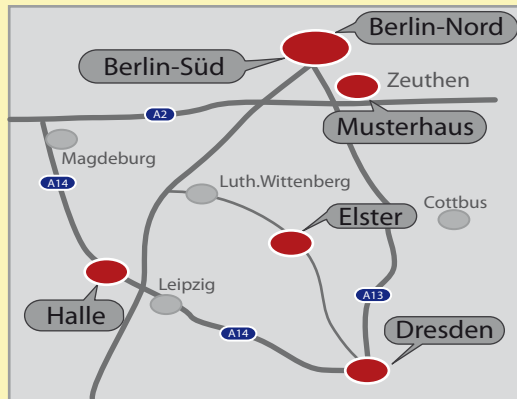 Berlin-Nord
Berlin-Süd
Zeuthen
A2
Musterhaus
Magdeburg
A14
Luth.Wittenberg
Elster
Cottbus
Halle
Leipzig
A13
A14
Dresden